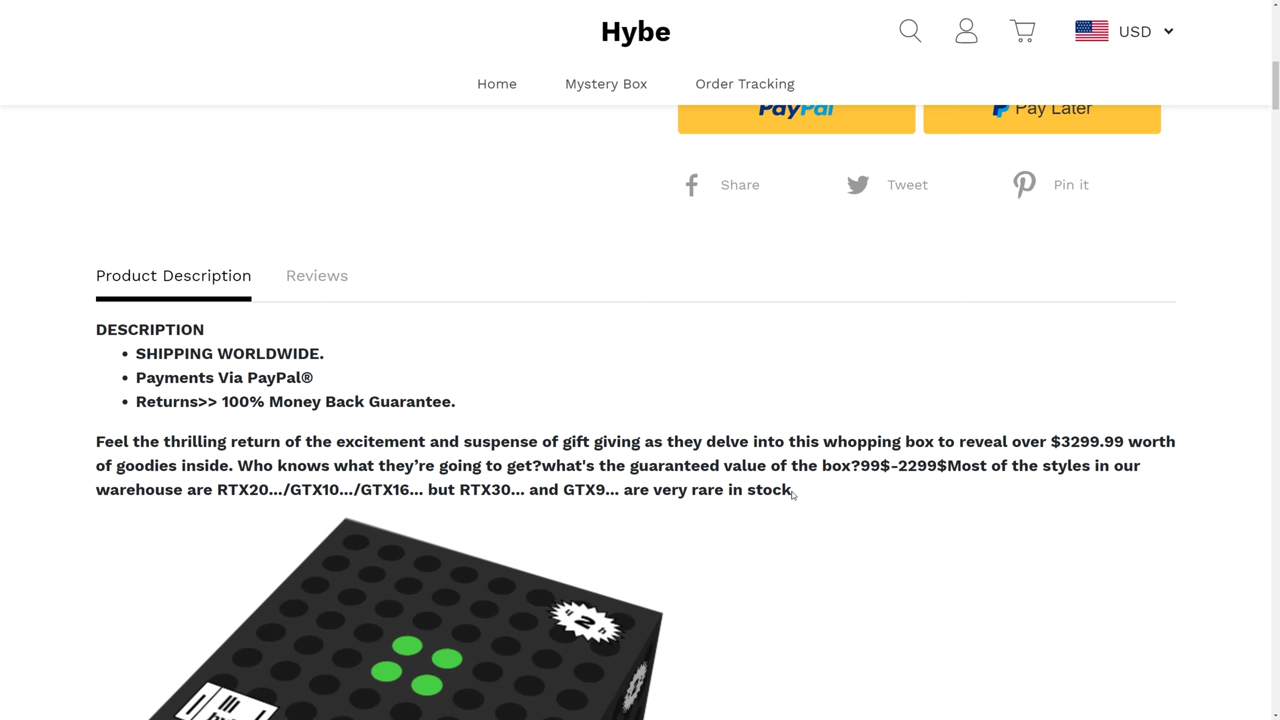 Hybe
USD
Home Mystery Box Order Tracking
PayPal Pay Later
Share Tweet Pin it
Product Description Reviews
DESCRIPTION
• SHIPPING WORLDWIDE.
• Payments Via PayPal®
• Returns>> 100% Money Back Guarantee.
Feel the thrilling return of the excitement and suspense of gift giving as they delve into this whopping box to reveal over $3299.99 worth
of goodies inside. Who knows what they’re going to get?what's the guaranteed value of the box?99$-2299$Most of the styles in our
warehouse are RTX20.../GTX10.../GTX16... but RTX30... and GTX9... are very rare in stock.
2